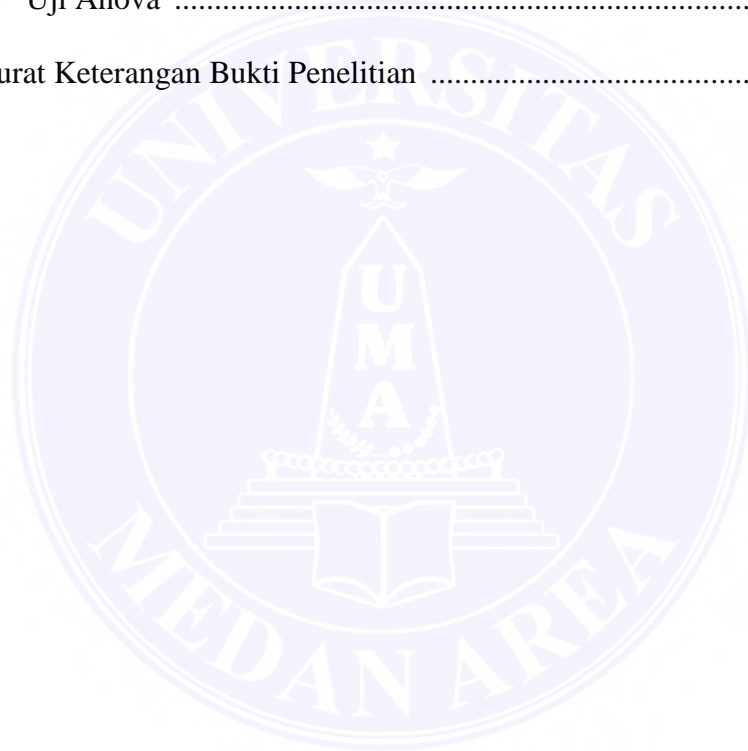 Uji Anova ....................................................................................
urat Keterangan Bukti Penelitian ...............................................
UNIVERSITAS
U
M
A
MEDAN AREA